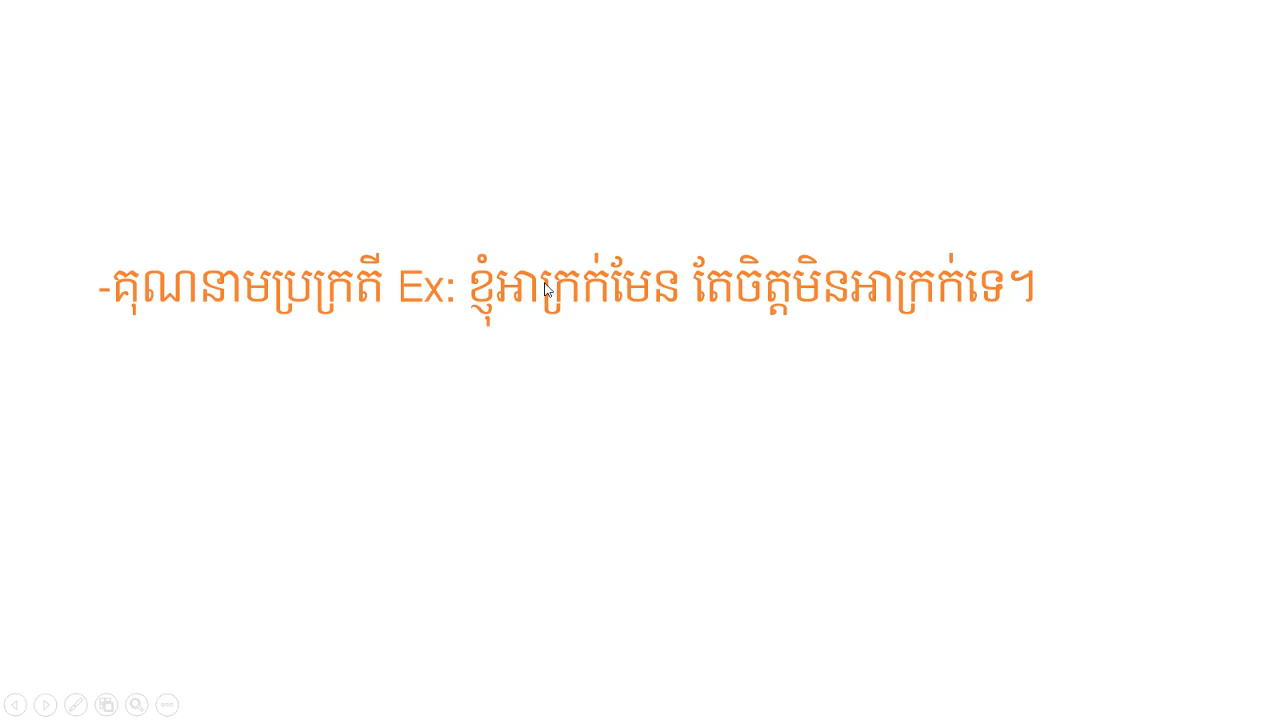 -គុណនាមប្រក្រតី Ex: ខ្ញុំអាក្រក់មែន តែចិត្តមិនអាក្រក់ទេ។